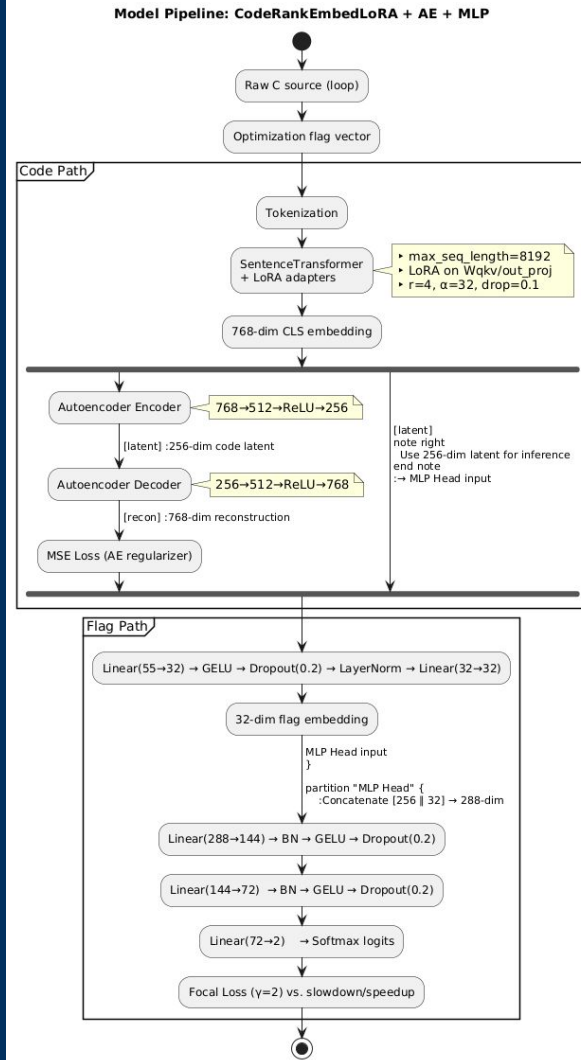 Model Pipeline: CodeRankEmbedLoRA + AE + MLP
Raw C source (loop)
Optimization flag vector
Code Path
Tokenization
SentenceTransformer
+ LoRA adapters
‣ max_seq_length=8192
‣ LoRA on Wqkv/out_proj
‣ r=4, α=32, drop=0.1
768-dim CLS embedding
Autoencoder Encoder
768→512→ReLU→256
[latent] :256-dim code latent
Autoencoder Decoder
256→512→ReLU→768
[recon] :768-dim reconstruction
MSE Loss (AE regularizer)
[latent]
note right
Use 256-dim latent for inference
end note
:→ MLP Head input
Flag Path
Linear(55→32) → GELU → Dropout(0.2) → LayerNorm → Linear(32→32)
32-dim flag embedding
MLP Head input
}
partition "MLP Head" {
:Concatenate [256 ∥ 32] → 288-dim
Linear(288→144) → BN → GELU → Dropout(0.2)
Linear(144→72) → BN → GELU → Dropout(0.2)
Linear(72→2) → Softmax logits
Focal Loss (γ=2) vs. slowdown/speedup